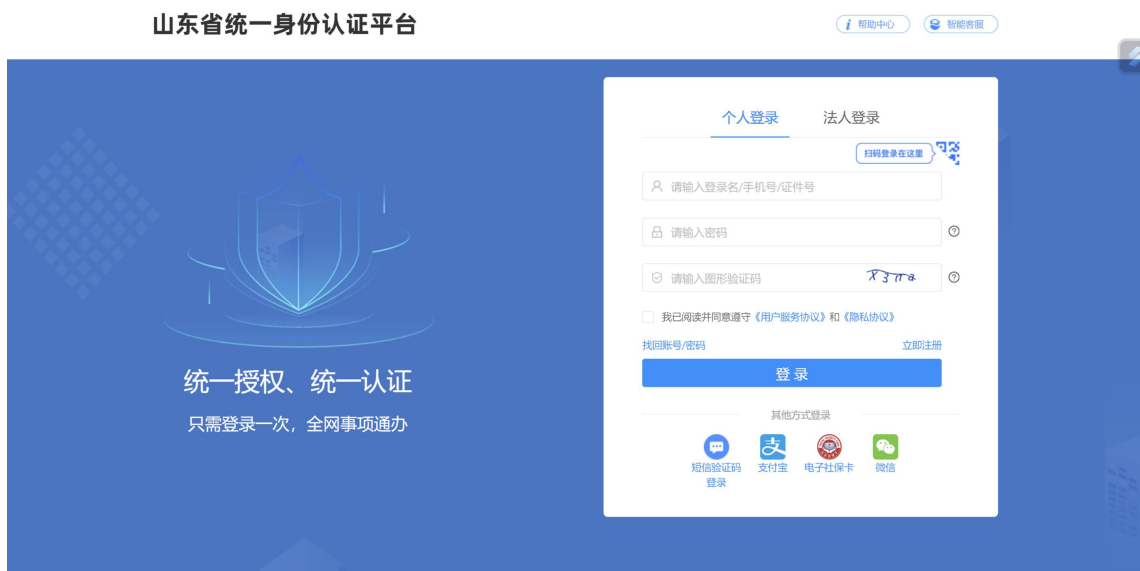 山东省统一身份认证平台
帮助中心
智能客服
个人登录 法人登录
扫码登录在这里
请输入登录名/手机号/证件号
请输入密码
请输入图形验证码
我已阅读并同意遵守《用户服务协议》和《隐私协议》
找回账号/密码 立即注册
登录
统一授权、统一认证
只需登录一次，全网事项通办
其他方式登录
短信验证码登录
支付宝
电子社保卡
微信